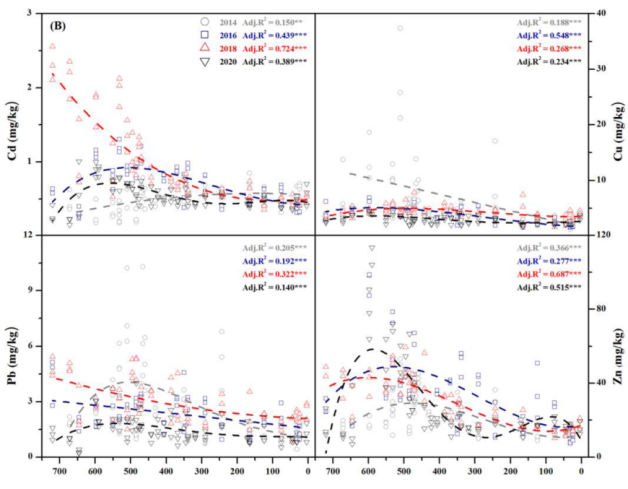 (B)
2014 Adj.R² = 0.150**
2016 Adj.R² = 0.439***
2018 Adj.R² = 0.724***
2020 Adj.R² = 0.389***
Cd (mg/kg)
3
2
1
Adj.R² = 0.188***
Adj.R² = 0.548***
Adj.R² = 0.268***
Adj.R² = 0.234***
Cu (mg/kg)
40
30
20
10
Adj.R² = 0.205***
Adj.R² = 0.192***
Adj.R² = 0.322***
Adj.R² = 0.140***
Pb (mg/kg)
12
9
6
3
0
700 600 500 400 300 200 100 0
Adj.R² = 0.366***
Adj.R² = 0.277***
Adj.R² = 0.687***
Adj.R² = 0.515***
Zn mg/kg)
120
80
40
0
700 600 500 400 300 200 100 0